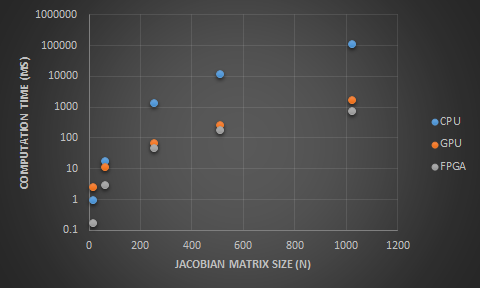 1000000
100000
10000
1000
100
10
1
0.1
COMPUTATION TIME (MS)
0 200 400 600 800 1000 1200
JACOBIAN MATRIX SIZE (N)
CPU
GPU
FPGA